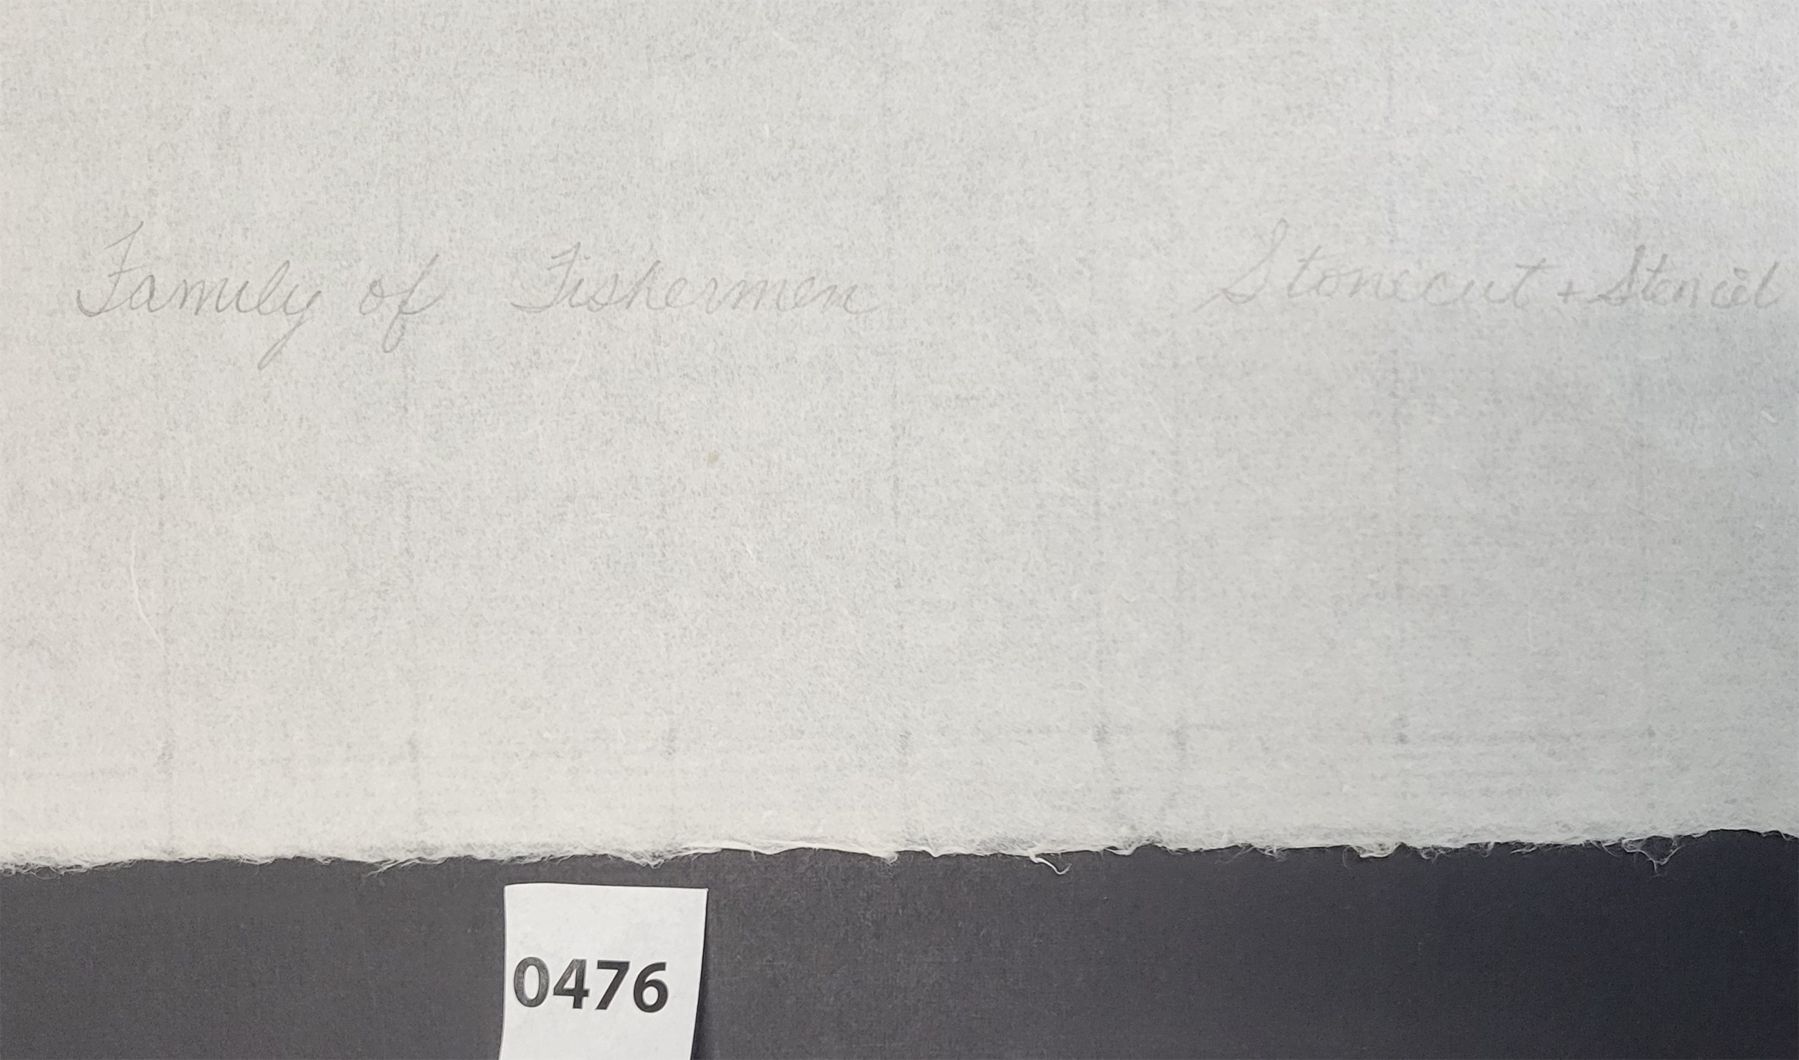 Family of Fishermen Stonecut + Stencil
0476